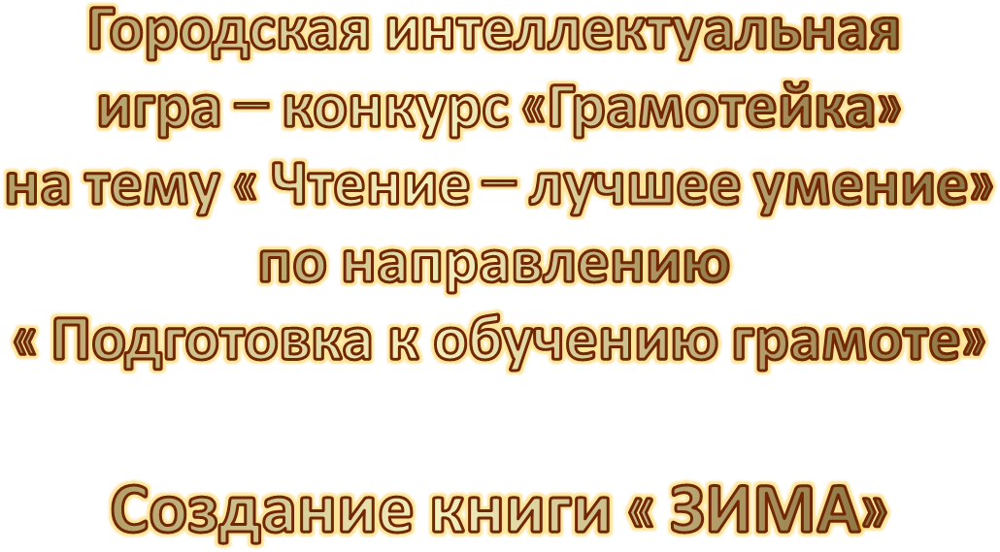 Городская интеллектуальная
игра – конкурс «Грамотейка»
на тему « Чтение – лучшее умение»
по направлению
« Подготовка к обучению грамоте»
Создание книги « ЗИМА»